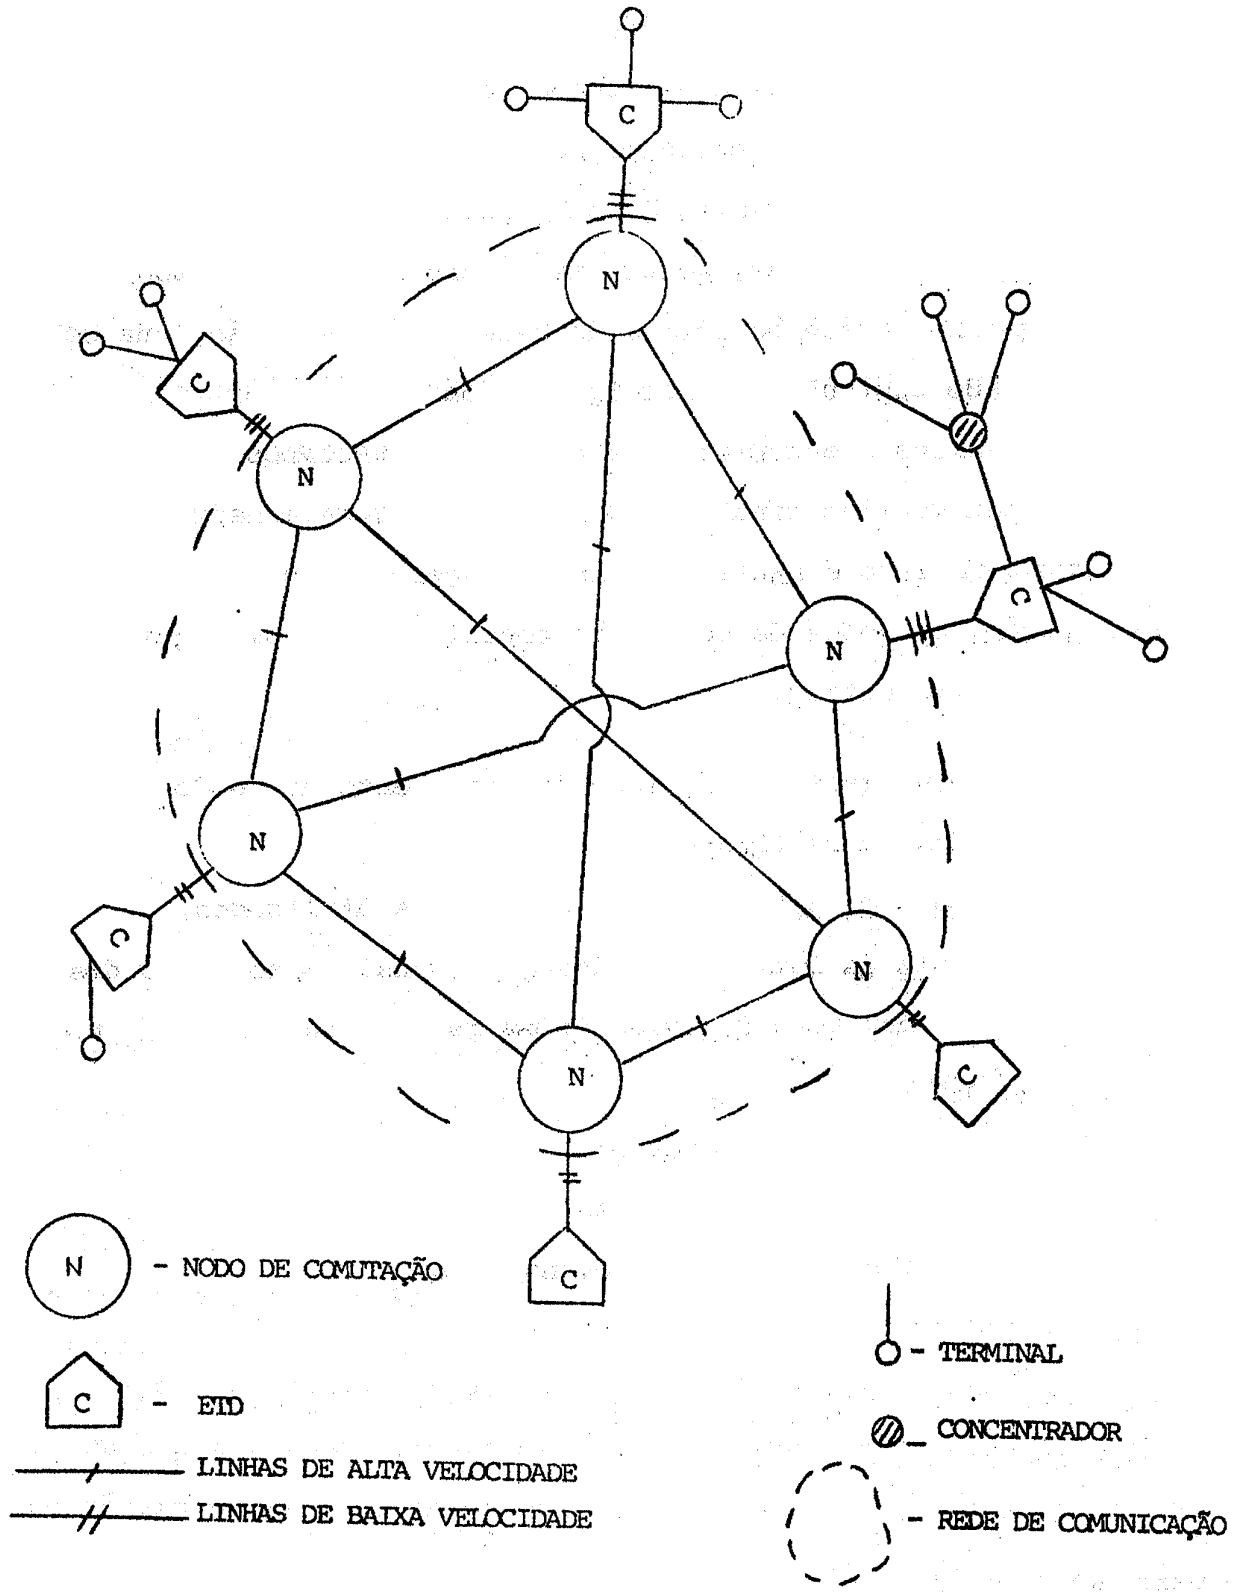 C
N
C
N
C
N
N
C
N
N
C
C
N - NODO DE COMUTAÇÃO
C - ETD
LINHAS DE ALTA VELOCIDADE
LINHAS DE BAIXA VELOCIDADE
- TERMINAL
- CONCENTRADOR
- REDE DE COMUNICAÇÃO